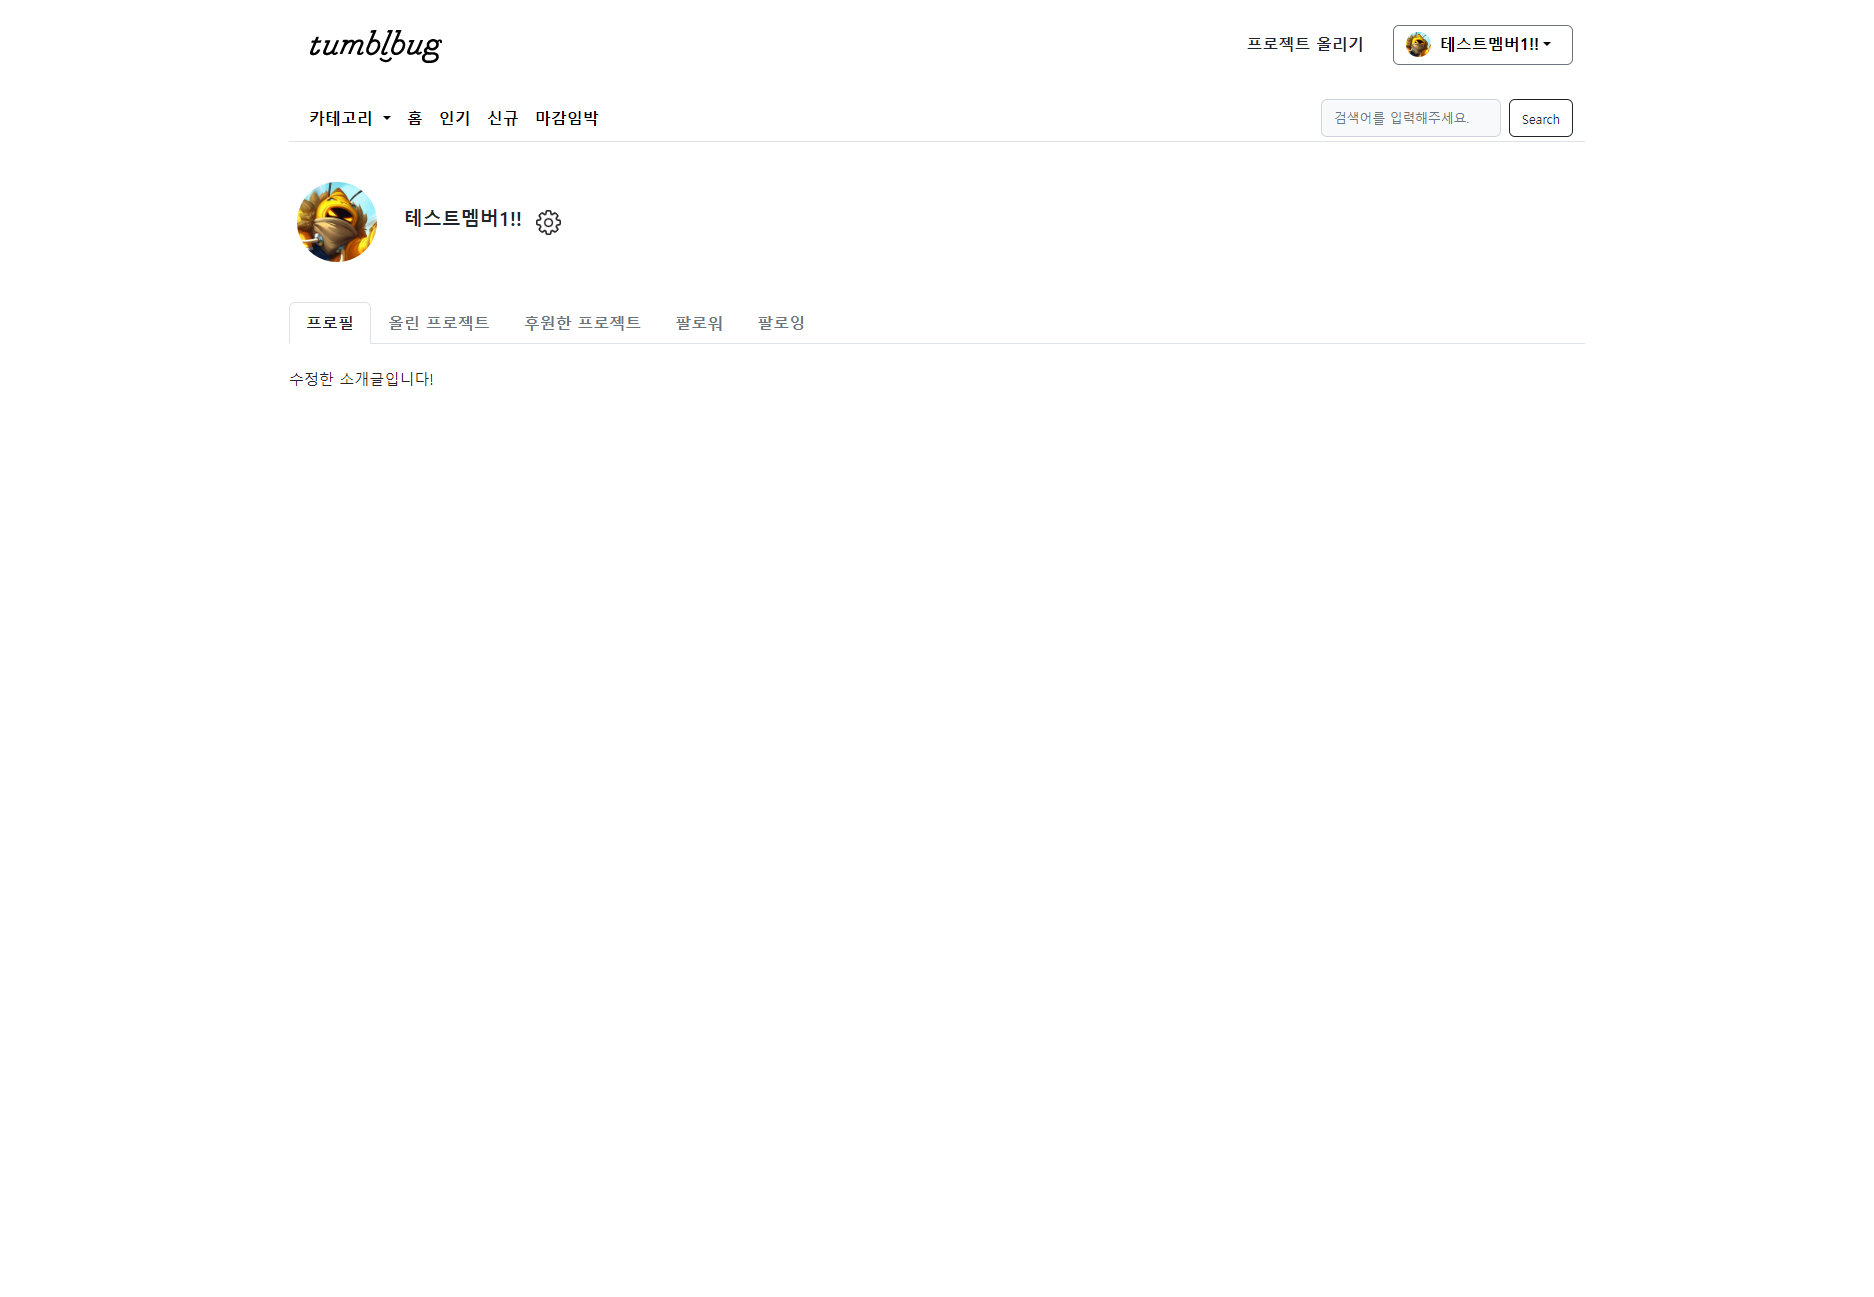 tumblbug
프로젝트 올리기
테스트멤버1!!
카테고리 홈 인기 신규 마감임박
검색어를 입력해주세요.
Search
테스트멤버1!!
프로필 올린 프로젝트 후원한 프로젝트 팔로워 팔로잉
수정한 소개글입니다!